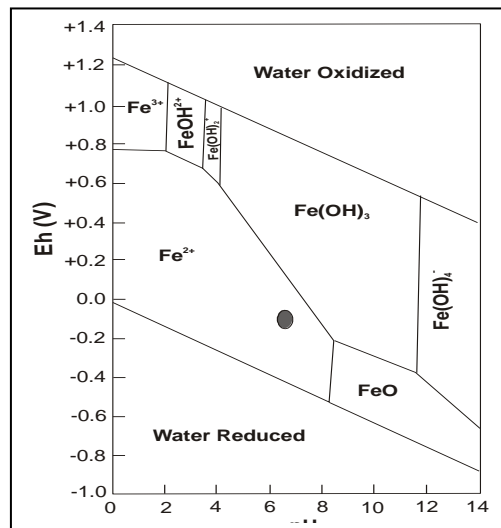 Eh (V)
+1.4
+1.2
+1.0
+0.8
+0.6
+0.4
+0.2
0.0
-0.2
-0.4
-0.6
-0.8
-1.0
Water Oxidized
Fe³⁺
FeOH²⁺
Fe(OH)₂⁺
Fe(OH)₃
Fe²⁺
Fe(OH)₄⁻
FeO
Water Reduced
0 2 4 6 8 10 12 14
pH